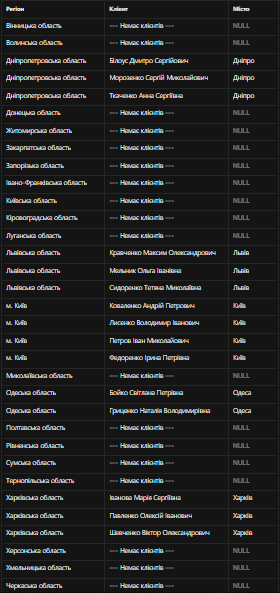 Регіон Клієнт Місто
Вінницька область --- Немає клієнтів --- NULL
Волинська область --- Немає клієнтів --- NULL
Дніпропетровська область Білоус Дмитро Сергійович Дніпро
Дніпропетровська область Морозенко Сергій Миколайович Дніпро
Дніпропетровська область Ткаченко Анна Сергіївна Дніпро
Донецька область --- Немає клієнтів --- NULL
Житомирська область --- Немає клієнтів --- NULL
Закарпатська область --- Немає клієнтів --- NULL
Запорізька область --- Немає клієнтів --- NULL
Івано-Франківська область --- Немає клієнтів --- NULL
Київська область --- Немає клієнтів --- NULL
Кіровоградська область --- Немає клієнтів --- NULL
Луганська область --- Немає клієнтів --- NULL
Львівська область Кравченко Максим Олександрович Львів
Львівська область Мельник Ольга Іванівна Львів
Львівська область Сидоренко Тетяна Миколаївна Львів
м. Київ Коваленко Андрій Петрович Київ
м. Київ Лисенко Володимир Іванович Київ
м. Київ Петров Іван Миколайович Київ
м. Київ Федоренко Ірина Петрівна Київ
Миколаївська область --- Немає клієнтів --- NULL
Одеська область Бойко Світлана Петрівна Одеса
Одеська область Гриценко Наталія Володимирівна Одеса
Полтавська область --- Немає клієнтів --- NULL
Рівненська область --- Немає клієнтів --- NULL
Сумська область --- Немає клієнтів --- NULL
Тернопільська область --- Немає клієнтів --- NULL
Харківська область Іванова Марія Сергіївна Харків
Харківська область Павленко Олексій Іванович Харків
Харківська область Шевченко Віктор Олександрович Харків
Херсонська область --- Немає клієнтів --- NULL
Хмельницька область --- Немає клієнтів --- NULL
Черкаська область --- Немає клієнтів --- NULL